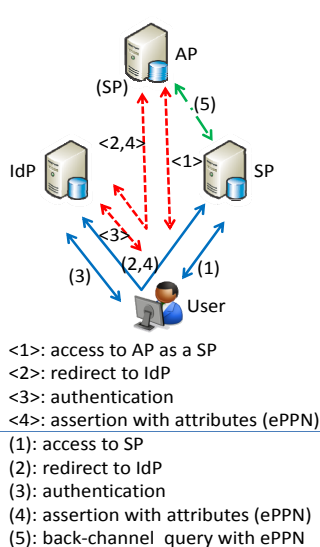 AP
(SP)
(5)
<2,4>
<1>
IdP
SP
<3>
(2,4)
(3)
(1)
User
<1>: access to AP as a SP
<2>: redirect to IdP
<3>: authentication
<4>: assertion with attributes (ePPN)
(1): access to SP
(2): redirect to IdP
(3): authentication
(4): assertion with attributes (ePPN)
(5): back-channel query with ePPN